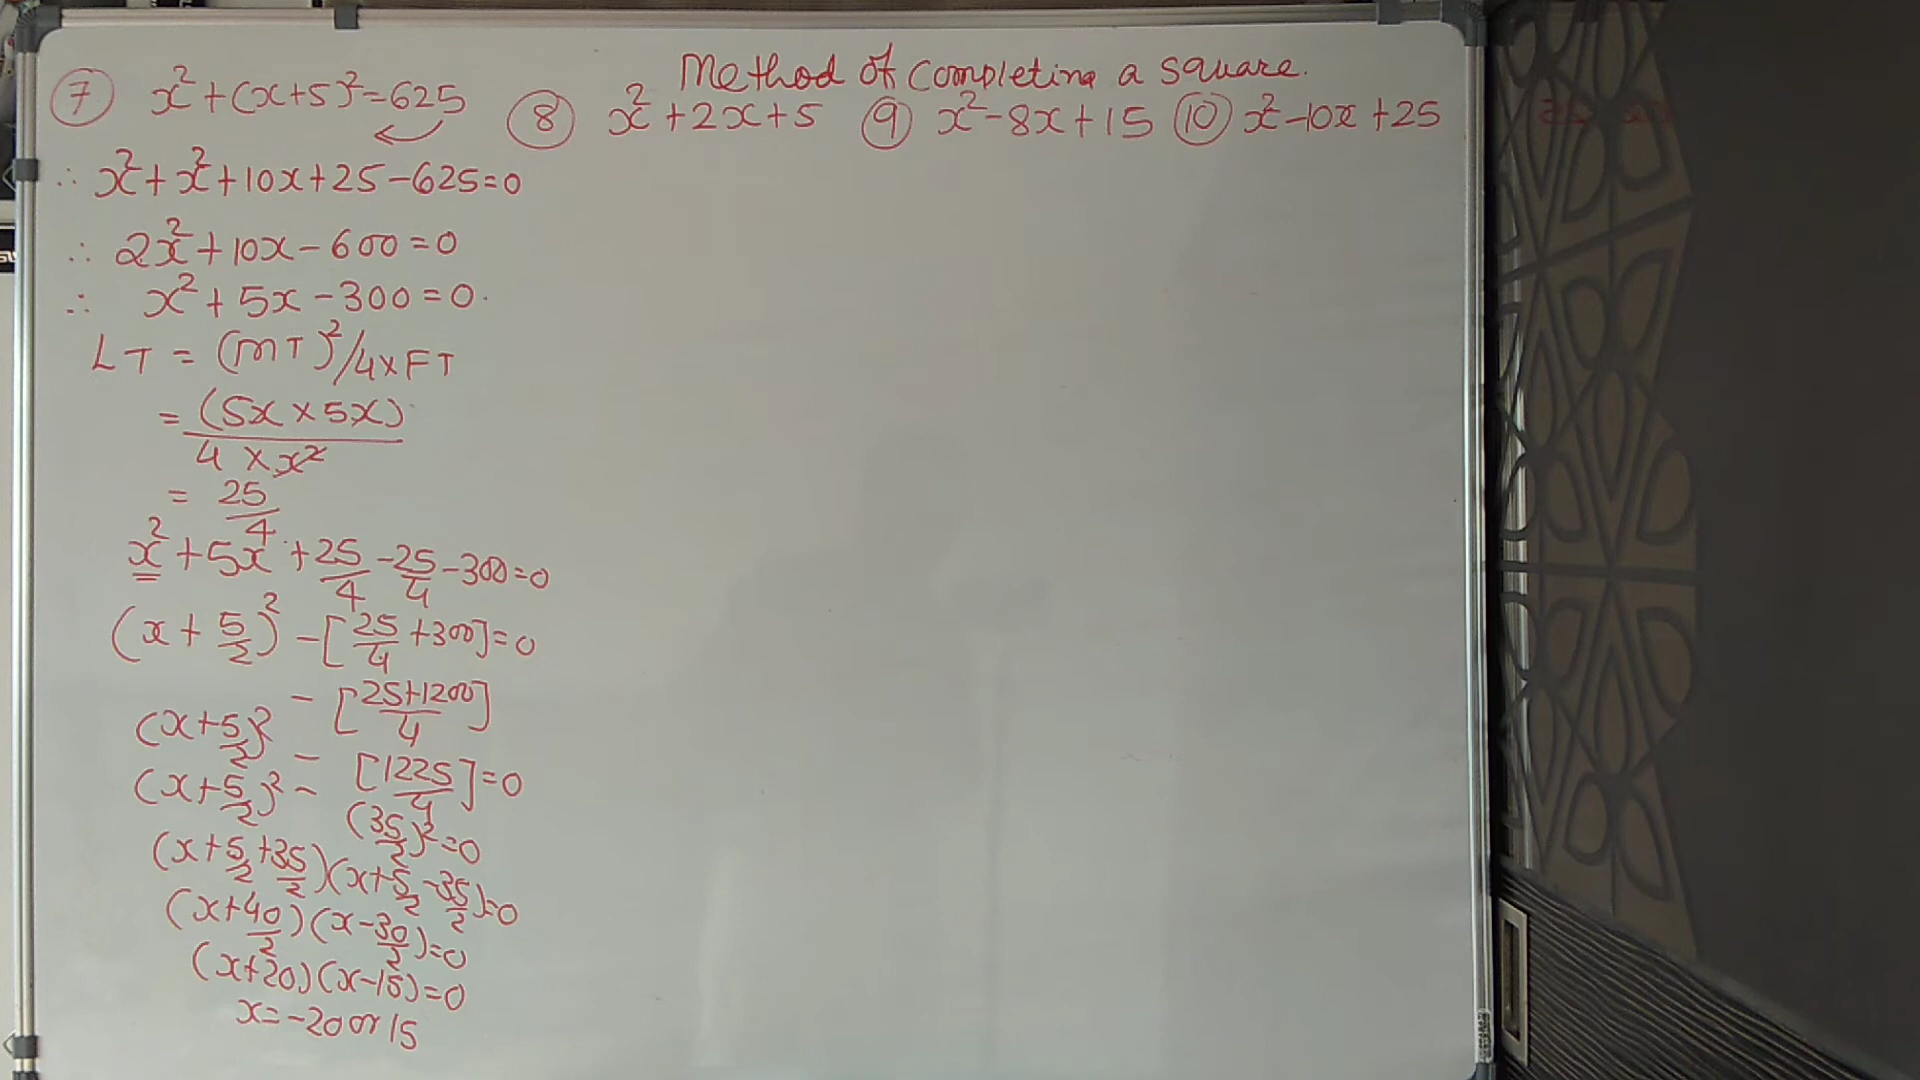 Method of completing a square.
⑦ x²+(x+5)²=625
⑧ x²+2x+5 ⑨ x²-8x+15 ⑩ x²-10x+25
∴ x²+x²+10x+25-625=0
∴ 2x²+10x-600=0
∴ x²+5x-300=0.
LT = (MT)²/4xFT
= (5x × 5x)
4 × x²
= 25/4
x²+5x+25/4-25/4-300=0
(x+5/2)² -[25/4+300]=0
(x+5/2)² - [25+1200/4]
(x+5/2)² - [1225/4]=0
(35/2)²=0
(x+5/2+35/2)(x+5/2-35/2)=0
(x+40/2)(x-30/2)=0
(x+20)(x-15)=0
x=-20 or 15